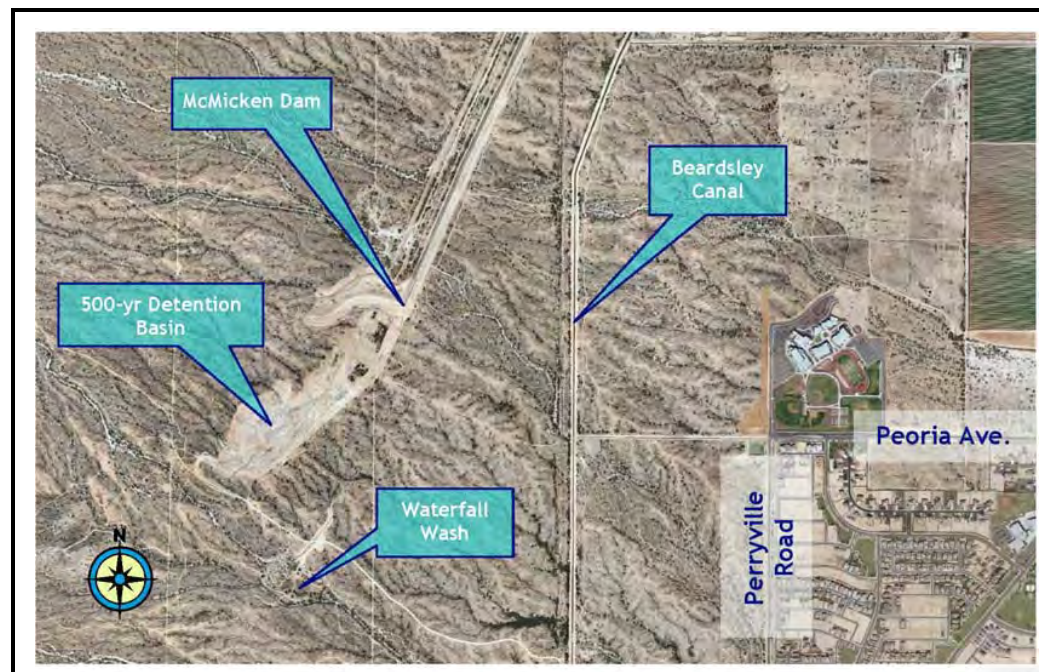 McMicken Dam
Beardsley
Canal
500-yr Detention
Basin
Peoria Ave.
Waterfall
Wash
Perryville
Road
N